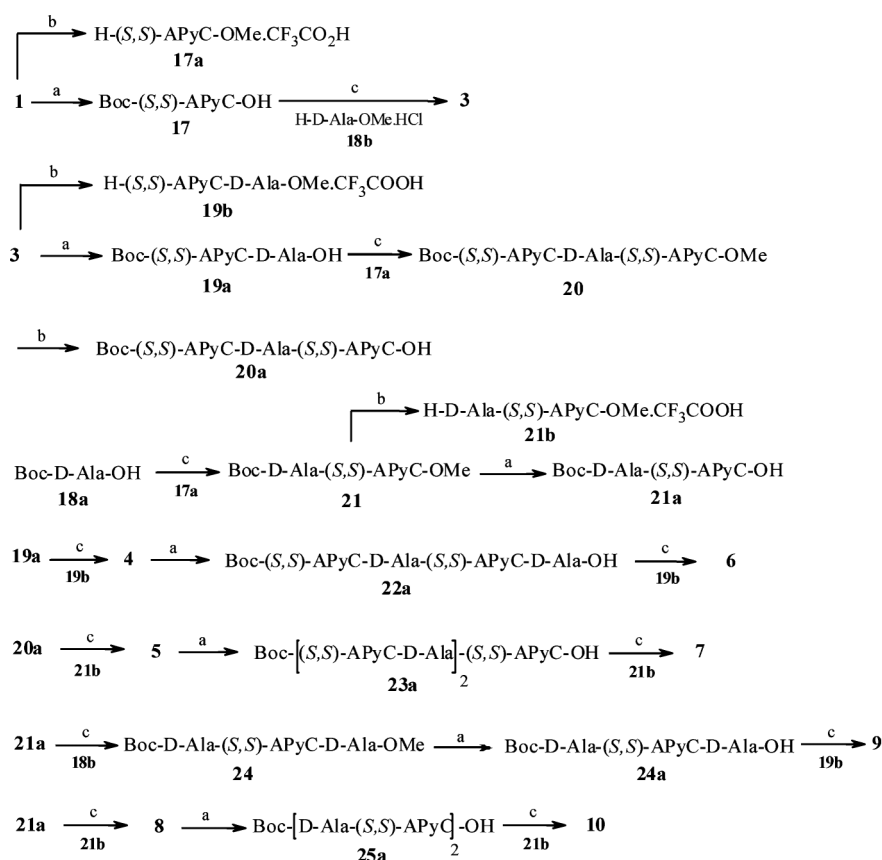 b
H-(S,S)-APyC-OMe.CF3CO2H
17a
1 a Boc-(S,S)-APyC-OH c 3
17 H-D-Ala-OMe.HCl
18b
b
H-(S,S)-APyC-D-Ala-OMe.CF3COOH
19b
3 a Boc-(S,S)-APyC-D-Ala-OH c Boc-(S,S)-APyC-D-Ala-(S,S)-APyC-OMe
19a 17a 20
b Boc-(S,S)-APyC-D-Ala-(S,S)-APyC-OH
20a
b H-D-Ala-(S,S)-APyC-OMe.CF3COOH
21b
Boc-D-Ala-OH c Boc-D-Ala-(S,S)-APyC-OMe a Boc-D-Ala-(S,S)-APyC-OH
18a 17a 21 21a
19a c 4 a Boc-(S,S)-APyC-D-Ala-(S,S)-APyC-D-Ala-OH c 6
19b 22a 19b
20a c 5 a Boc-[(S,S)-APyC-D-Ala]2-(S,S)-APyC-OH c 7
21b 23a 21b
21a c Boc-D-Ala-(S,S)-APyC-D-Ala-OMe a Boc-D-Ala-(S,S)-APyC-D-Ala-OH c 9
18b 24 24a 19b
21a c 8 a Boc-[D-Ala-(S,S)-APyC]2-OH c 10
21b 25a 21b